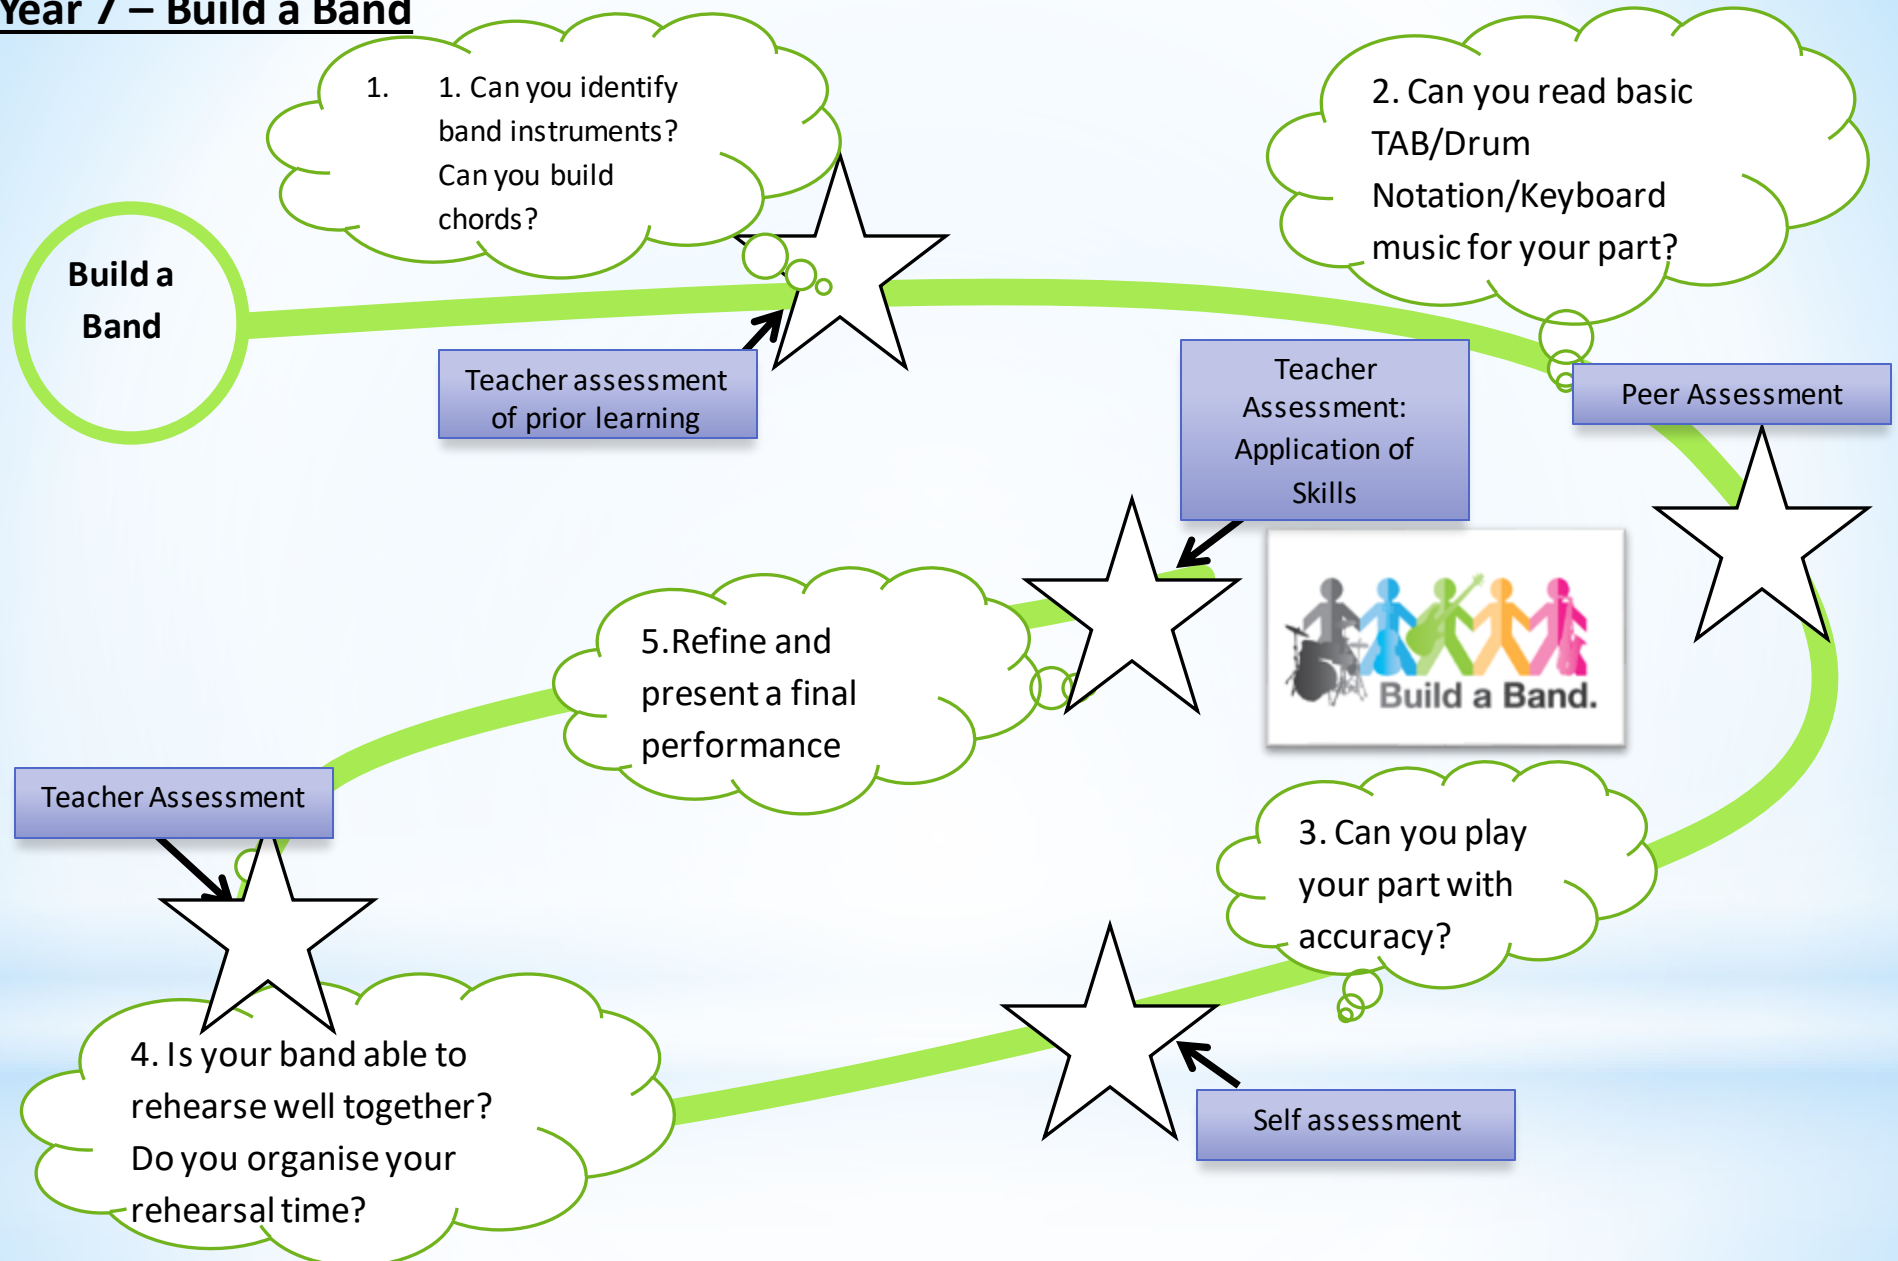 Year 7 – Build a Band
1. 1. Can you identify
band instruments?
Can you build
chords?
2. Can you read basic
TAB/Drum
Notation/Keyboard
music for your part?
Build a
Band
Teacher assessment
of prior learning
Teacher
Assessment:
Application of
Skills
Peer Assessment
Build a Band.
5.Refine and
present a final
performance
Teacher Assessment
3. Can you play
your part with
accuracy?
4. Is your band able to
rehearse well together?
Do you organise your
rehearsal time?
Self assessment